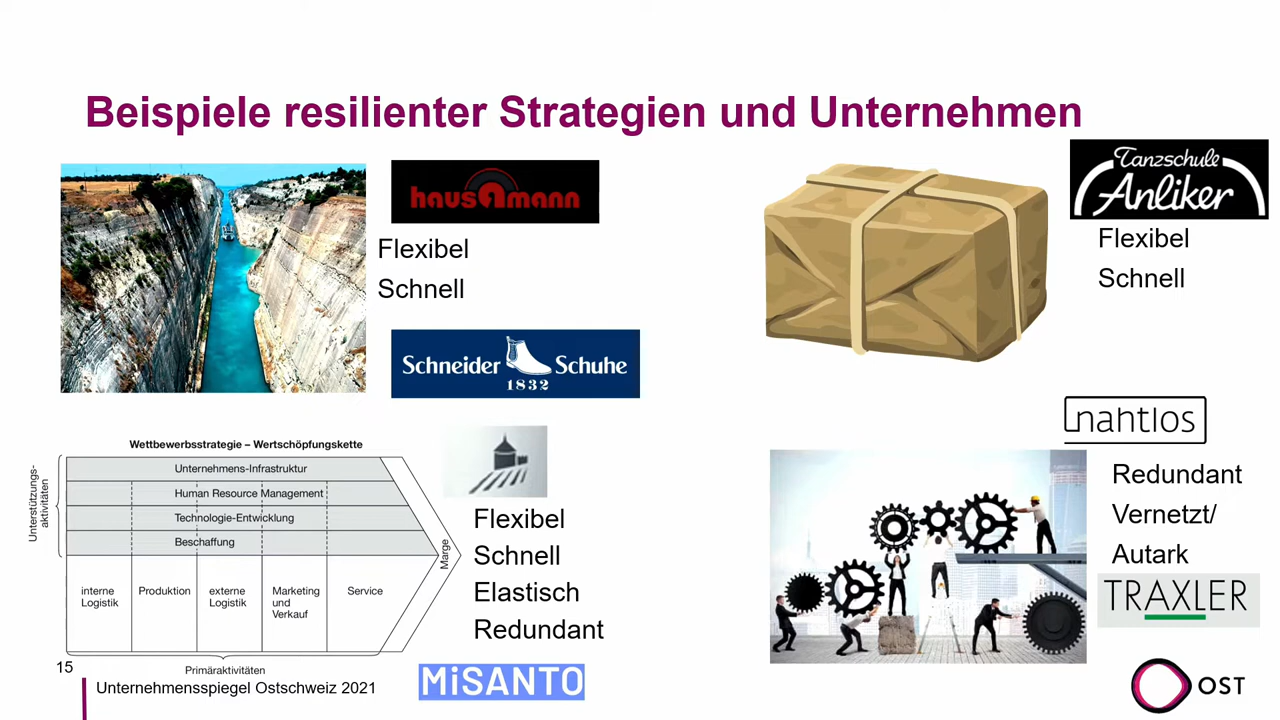 Beispiele resilienter Strategien und Unternehmen
hausamann
Flexibel
Schnell
Schneider Schuhe
1832
Tanzschule
Anliker
Flexibel
Schnell
Wettbewerbsstrategie – Wertschöpfungskette
Unterstützungs-
aktivitäten
Unternehmens-Infrastruktur
Human Resource Management
Technologie-Entwicklung
Beschaffung
Marge
interne
Logistik
Produktion
externe
Logistik
Marketing
und
Verkauf
Service
Primäraktivitäten
Flexibel
Schnell
Elastisch
Redundant
MiSANTO
nahtlos
Redundant
Vernetzt/
Autark
TRAXLER
15
Unternehmensspiegel Ostschweiz 2021
OST